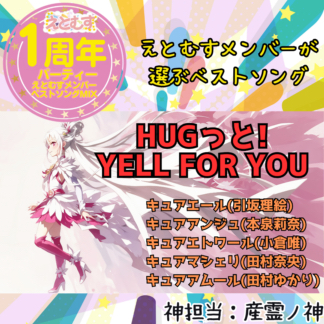 えとむす
1周年
パーティー
えとむすメンバー
ベストソングMIX
えとむすメンバーが
選ぶベストソング
HUGっと!
YELL FOR YOU
キュアエール(引坂理絵)
キュアアンジュ(本泉莉奈)
キュアエトワール(小倉唯)
キュアマシェリ(田村奈央)
キュアアムール(田村ゆかり)
神担当：産霊ノ神